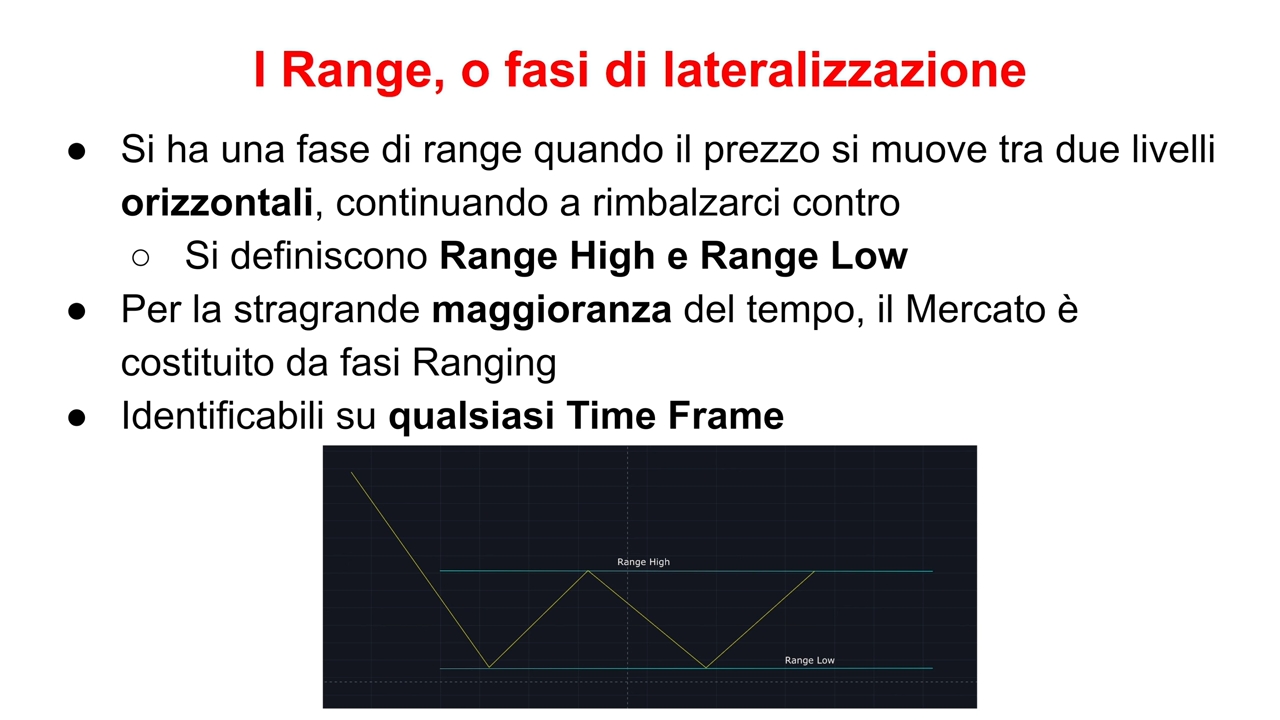 I Range, o fasi di lateralizzazione
● Si ha una fase di range quando il prezzo si muove tra due livelli
orizzontali, continuando a rimbalzarci contro
○ Si definiscono Range High e Range Low
● Per la stragrande maggioranza del tempo, il Mercato è
costituito da fasi Ranging
● Identificabili su qualsiasi Time Frame
Range High
Range Low